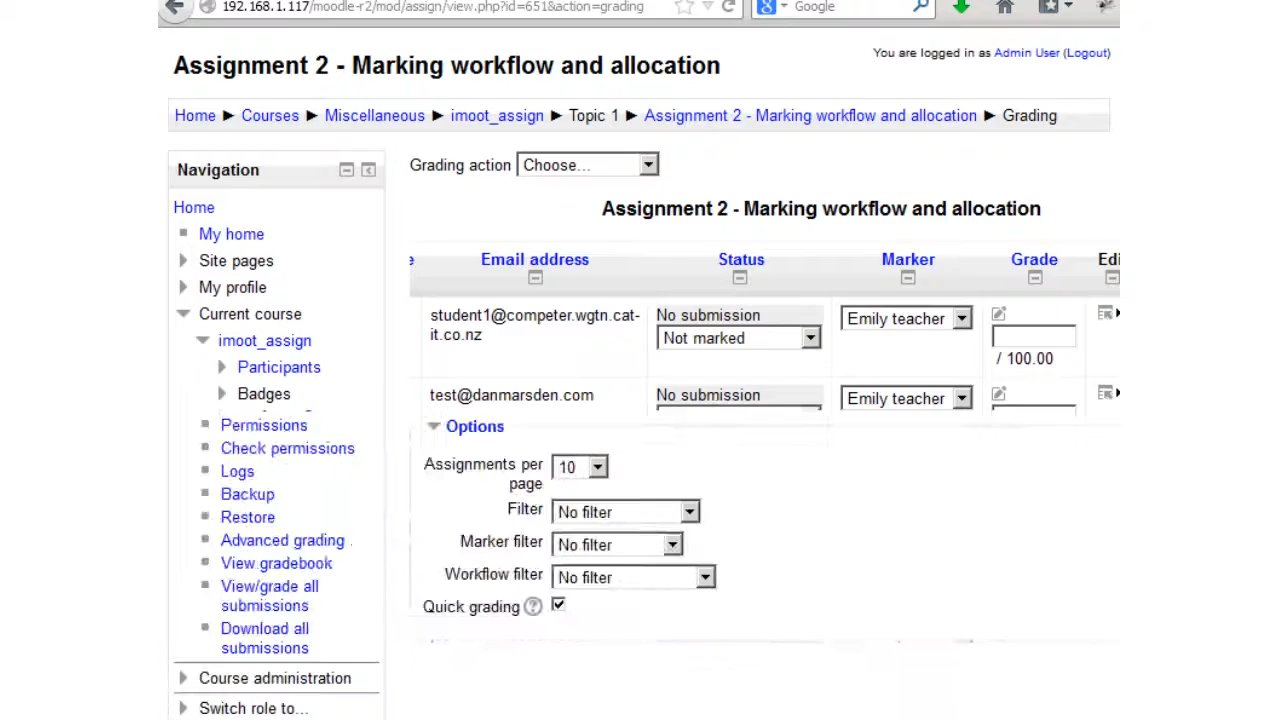 192.168.1.117/moodle-r2/mod/assign/view.php?id=651&action=grading
Google
You are logged in as Admin User (Logout)
Assignment 2 - Marking workflow and allocation
Home ► Courses ► Miscellaneous ► imoot_assign ► Topic 1 ► Assignment 2 - Marking workflow and allocation ► Grading
Navigation
Home
My home
Site pages
My profile
Current course
imoot_assign
Participants
Badges
Permissions
Check permissions
Logs
Backup
Restore
Advanced grading
View gradebook
View/grade all
submissions
Download all
submissions
Course administration
Switch role to...
Grading action Choose...
Assignment 2 - Marking workflow and allocation
e Email address Status Marker Grade Edi
student1@competer.wgtn.cat-
it.co.nz
No submission
Not marked
Emily teacher
/ 100.00
test@danmarsden.com
No submission
Emily teacher
Options
Assignments per
page
10
Filter No filter
Marker filter No filter
Workflow filter No filter
Quick grading